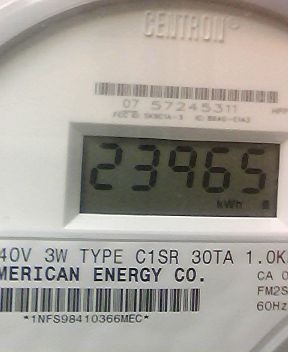 CENTRON®
07 57245311
23965
kWh
40V 3W TYPE C1SR 30TA 1.0K
MERICAN ENERGY CO.
CA 0
FM2S
60Hz
*1NFS98410366MEC*